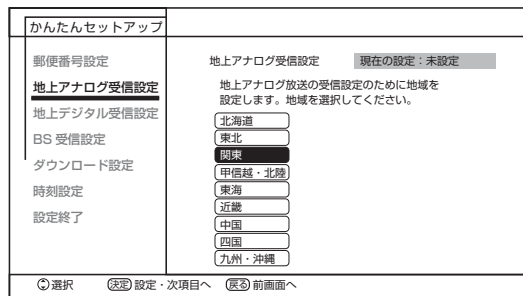 かんたんセットアップ
郵便番号設定
地上アナログ受信設定
地上デジタル受信設定
BS 受信設定
ダウンロード設定
時刻設定
設定終了
地上アナログ受信設定 現在の設定：未設定
地上アナログ放送の受信設定のために地域を
設定します。地域を選択してください。
北海道
東北
関東
甲信越・北陸
東海
近畿
中国
四国
九州・沖縄
選択 決定 設定・次項目へ 戻る 前画面へ